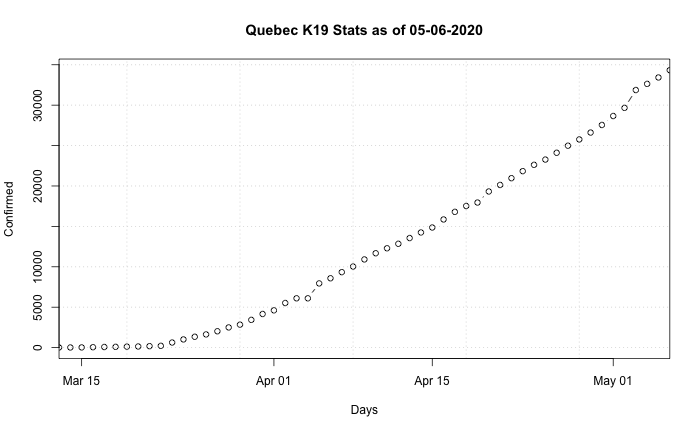 Quebec K19 Stats as of 05-06-2020
Confirmed
30000
20000
10000
5000
0
Mar 15 Apr 01 Apr 15 May 01
Days